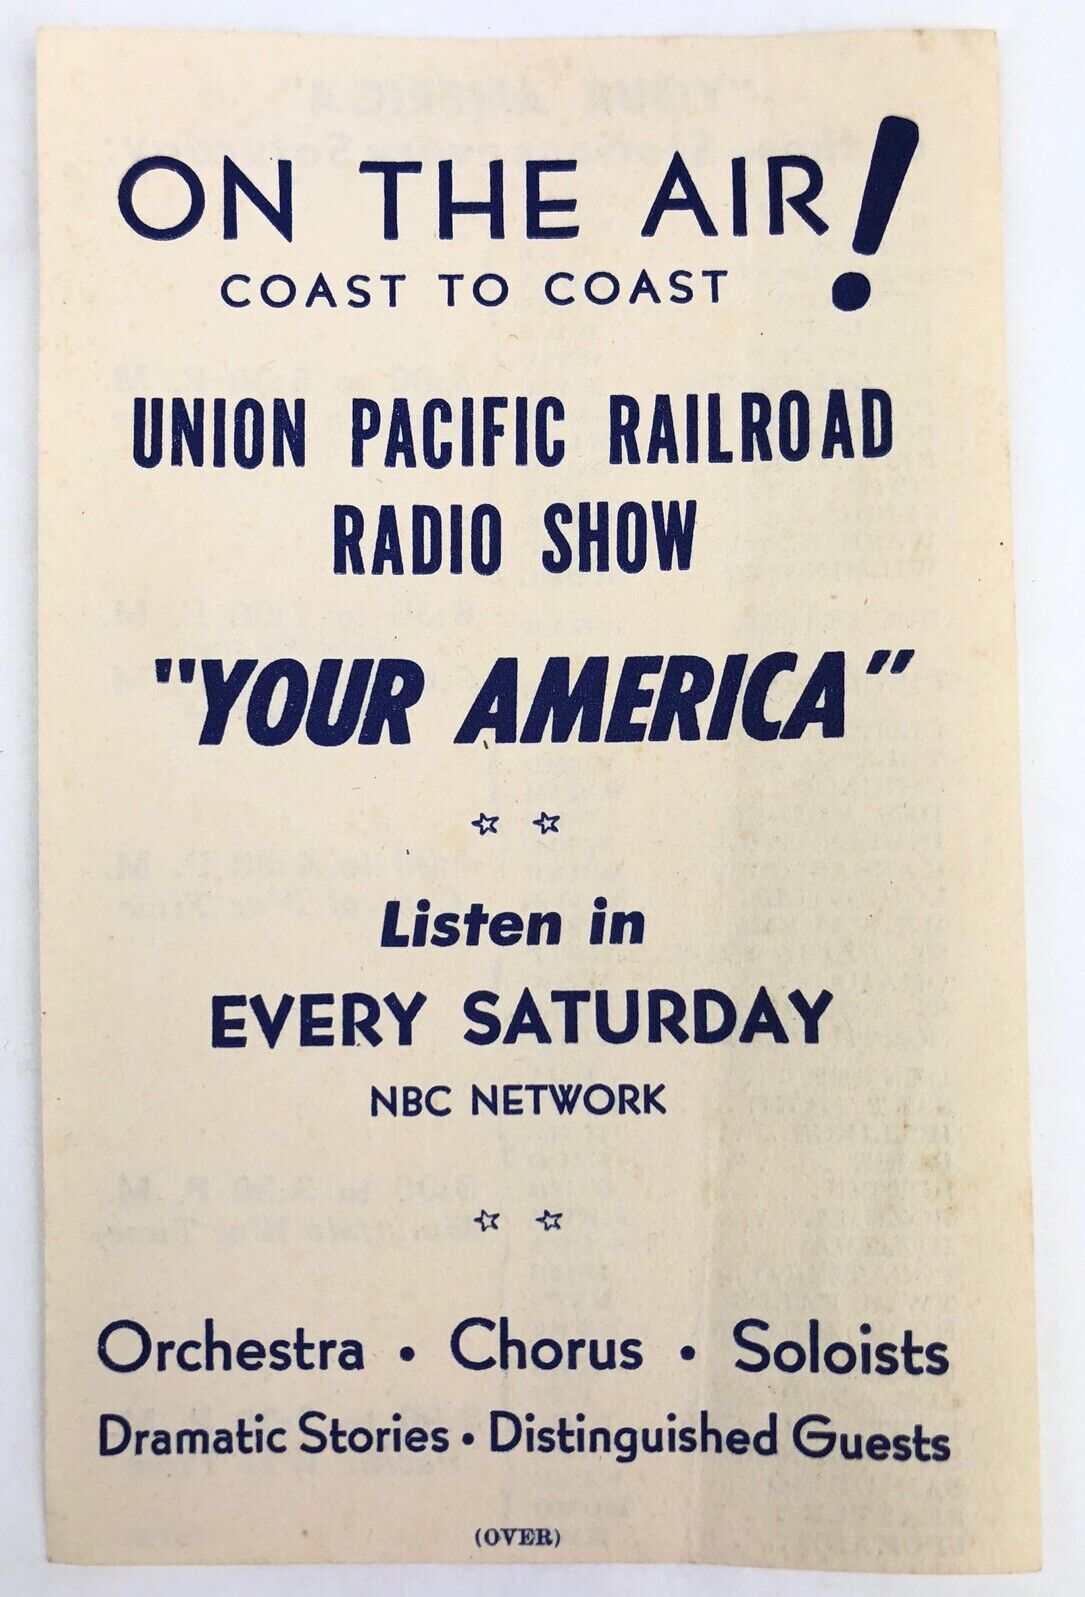 ON THE AIR!
COAST TO COAST
UNION PACIFIC RAILROAD
RADIO SHOW
"YOUR AMERICA"
☆ ☆
Listen in
EVERY SATURDAY
NBC NETWORK
☆ ☆
Orchestra • Chorus • Soloists
Dramatic Stories • Distinguished Guests
(OVER)